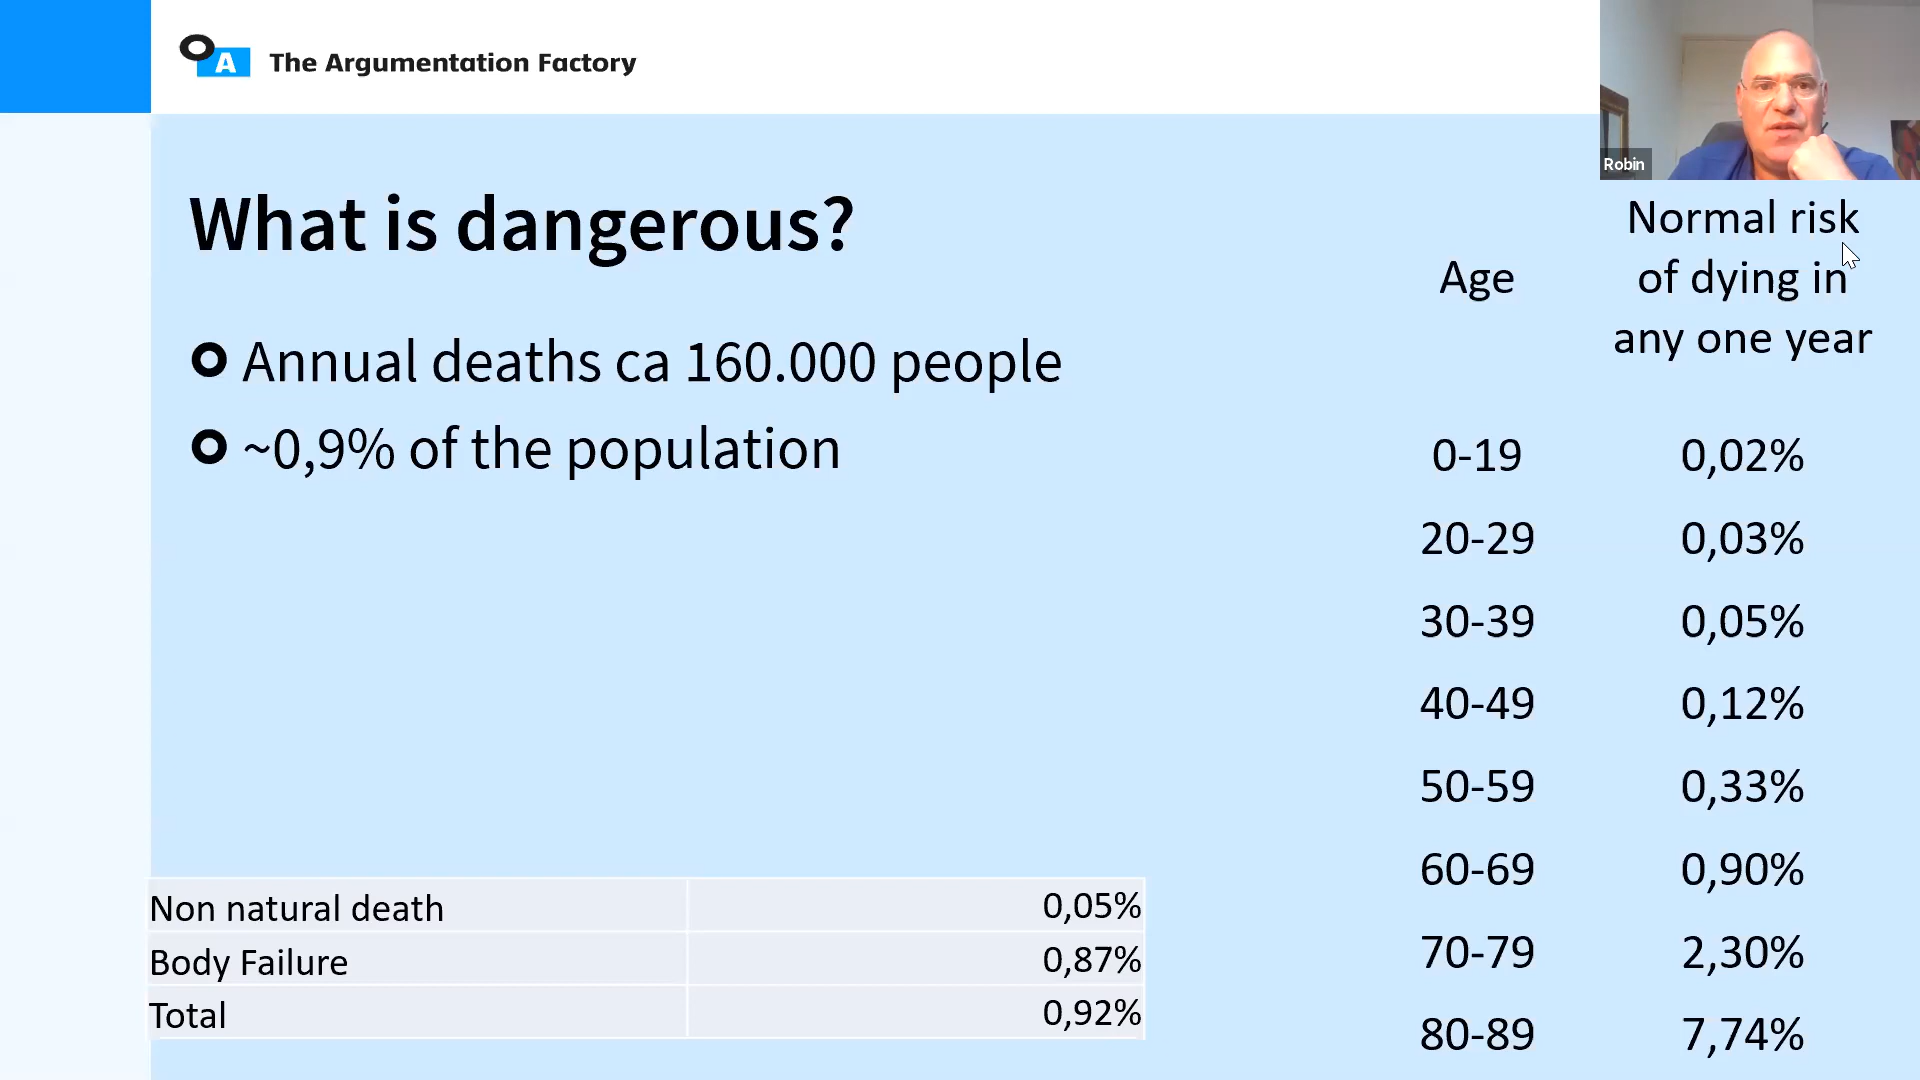 A The Argumentation Factory
Robin
What is dangerous?
Annual deaths ca 160.000 people
~0,9% of the population
Non natural death 0,05%
Body Failure 0,87%
Total 0,92%
Age Normal risk
of dying in
any one year
0-19 0,02%
20-29 0,03%
30-39 0,05%
40-49 0,12%
50-59 0,33%
60-69 0,90%
70-79 2,30%
80-89 7,74%